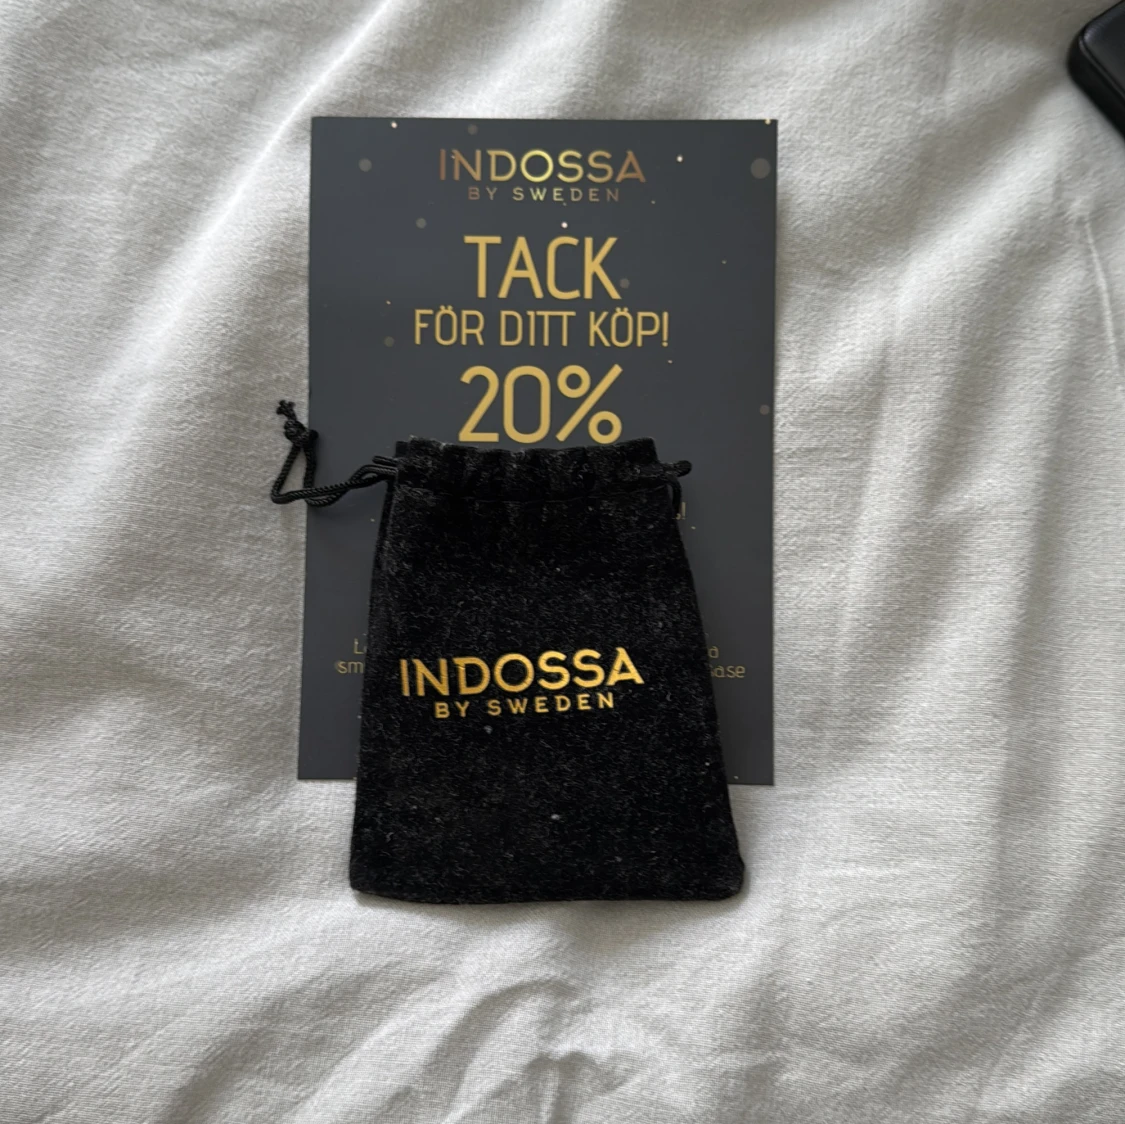 INDOSSA
BY SWEDEN
TACK
FÖR DITT KÖP!
20%
INDOSSA
BY SWEDEN